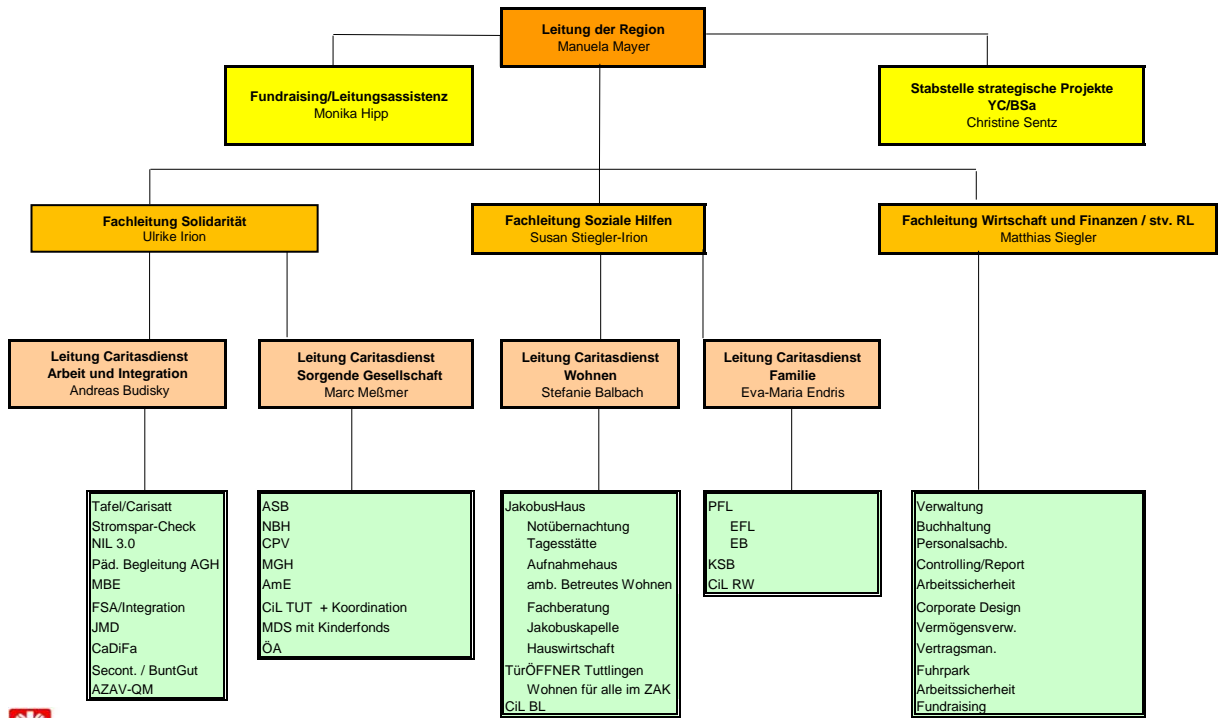 Leitung der Region
Manuela Mayer
Fundraising/Leitungsassistenz
Monika Hipp
Stabstelle strategische Projekte
YC/BSa
Christine Sentz
Fachleitung Solidarität
Ulrike Irion
Fachleitung Soziale Hilfen
Susan Stiegler-Irion
Fachleitung Wirtschaft und Finanzen / stv. RL
Matthias Siegler
Leitung Caritasdienst
Arbeit und Integration
Andreas Budisky
Leitung Caritasdienst
Sorgende Gesellschaft
Marc Meßmer
Leitung Caritasdienst
Wohnen
Stefanie Balbach
Leitung Caritasdienst
Familie
Eva-Maria Endris
Tafel/Carisatt
Stromspar-Check
NIL 3.0
Päd. Begleitung AGH
MBE
FSA/Integration
JMD
CaDiFa
Secont. / BuntGut
AZAV-QM
ASB
NBH
CPV
MGH
AmE
CiL TUT + Koordination
MDS mit Kinderfonds
ÖA
JakobusHaus
Notübernachtung
Tagesstätte
Aufnahmehaus
amb. Betreutes Wohnen
Fachberatung
Jakobuskapelle
Hauswirtschaft
TürÖFFNER Tuttlingen
Wohnen für alle im ZAK
CiL BL
PFL
EFL
EB
KSB
CiL RW
Verwaltung
Buchhaltung
Personalsachb.
Controlling/Report
Arbeitssicherheit
Corporate Design
Vermögensverw.
Vertragsman.
Fuhrpark
Arbeitssicherheit
Fundraising